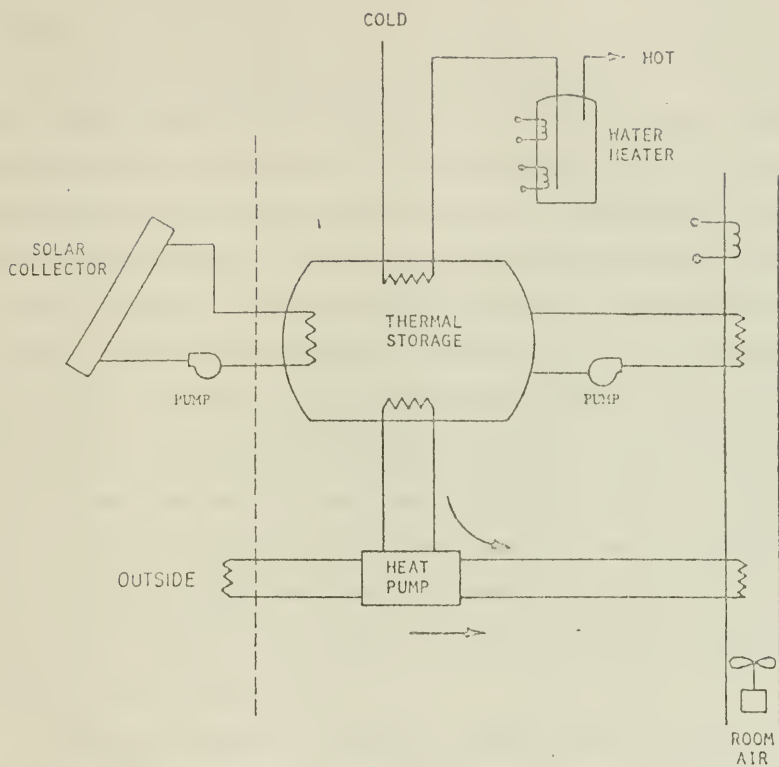 COLD
HOT
WATER
HEATER
SOLAR
COLLECTOR
THERMAL
STORAGE
PUMP
PUMP
OUTSIDE
HEAT
PUMP
ROOM
AIR